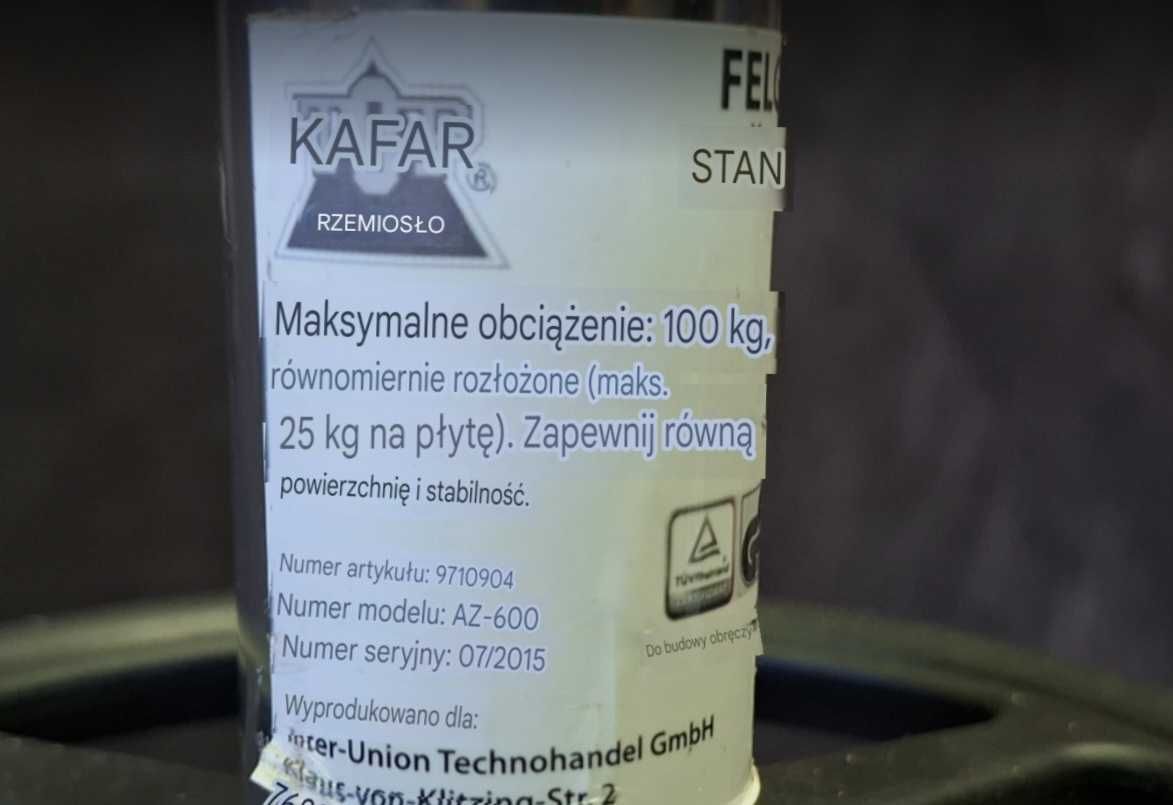 KAFAR
®
RZEMIOSŁO
STAN
Maksymalne obciążenie: 100 kg,
równomiernie rozłożone (maks.
25 kg na płytę). Zapewnij równą
powierzchnię i stabilność.
TÜVRheinland
Numer artykułu: 9710904
Numer modelu: AZ-600
Numer seryjny: 07/2015
Do budowy obręczy
Wyprodukowano dla:
Inter-Union Technohandel GmbH
Klaus-von-Klitzing-Str. 2